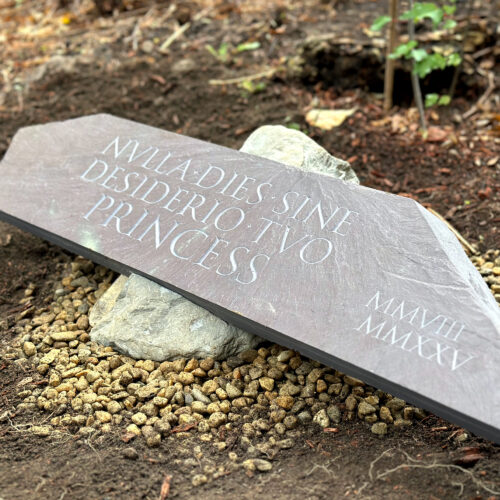 NVLLA·DIES·SINE
DESIDERIO·TVO
PRINCESS
MMVIII
MMXXV